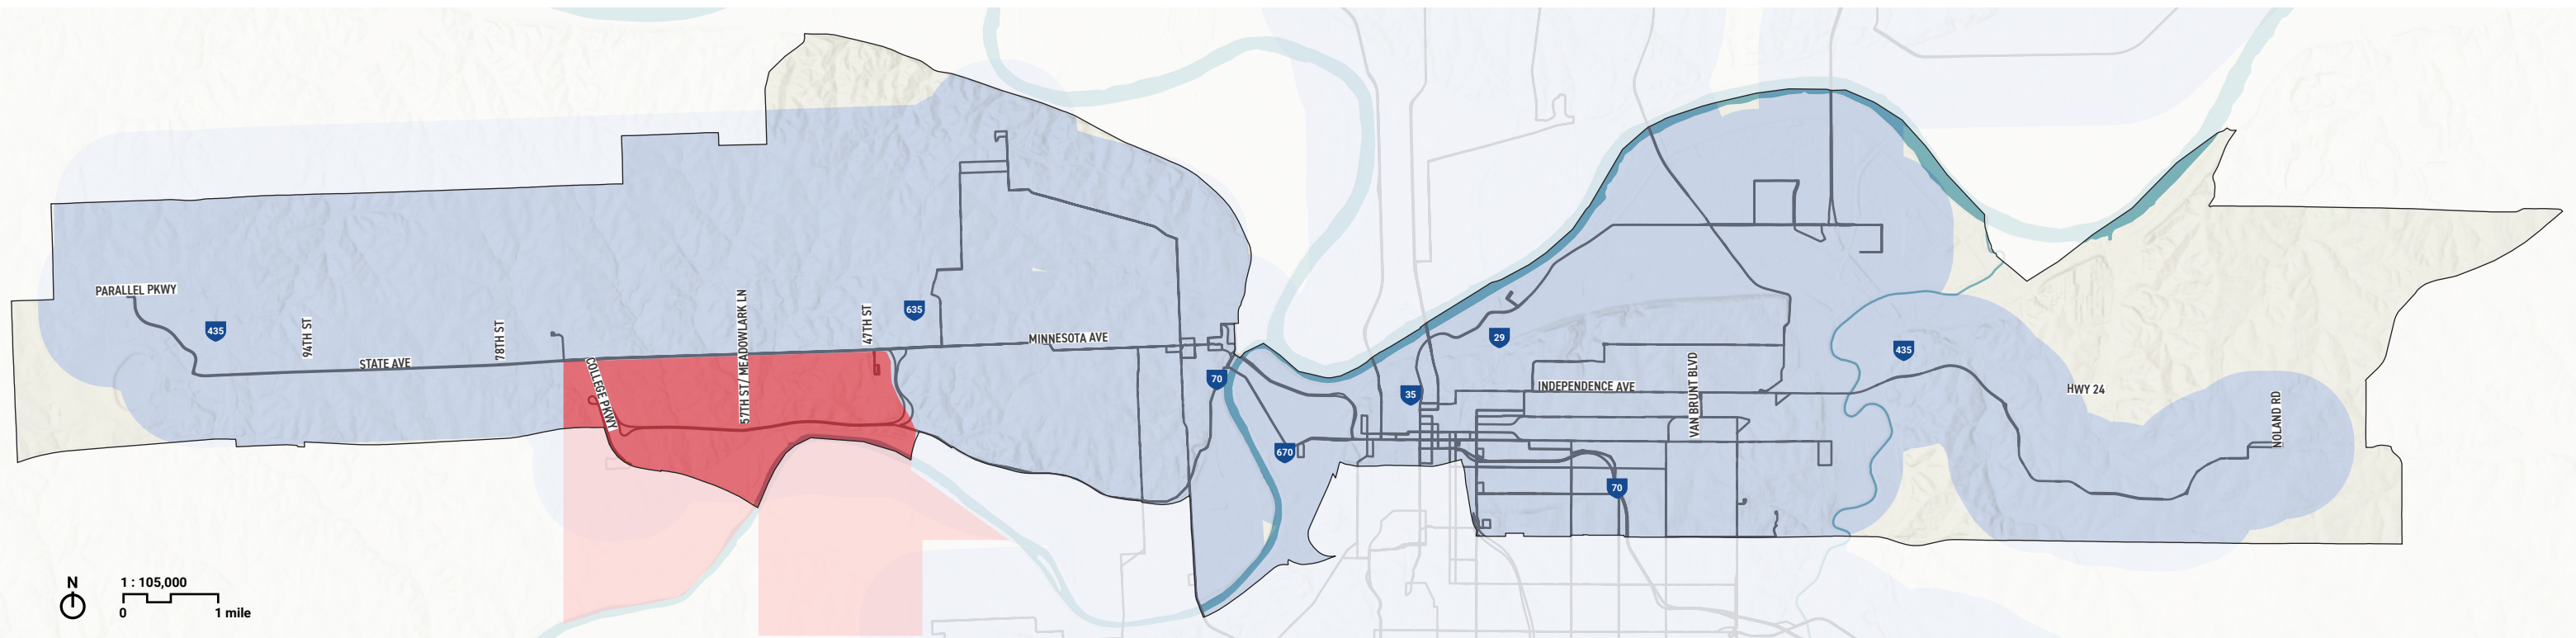 PARALLEL PKWY
435
94TH ST
78TH ST
STATE AVE
COLLEGE PKWY
57TH ST/ MEADOWLARK LN
47TH ST
635
MINNESOTA AVE
70
670
35
29
INDEPENDENCE AVE
VAN BRUNT BLVD
70
435
HWY 24
NOLAND RD
N
1 : 105,000
0 1 mile